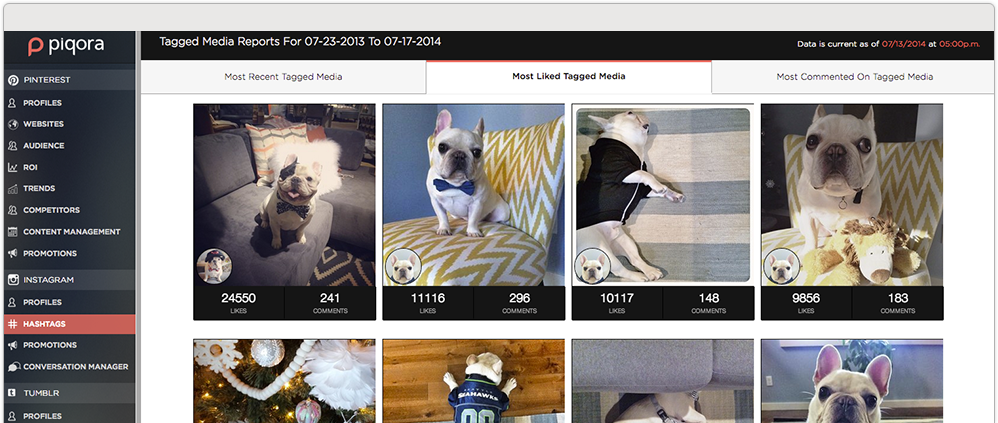 piqora
Tagged Media Reports For 07-23-2013 To 07-17-2014
Data is current as of 07/13/2014 at 05:00p.m.
PINTEREST
PROFILES
WEBSITES
AUDIENCE
ROI
TRENDS
COMPETITORS
CONTENT MANAGEMENT
PROMOTIONS
INSTAGRAM
PROFILES
# HASHTAGS
PROMOTIONS
CONVERSATION MANAGER
TUMBLR
PROFILES
Most Recent Tagged Media
Most Liked Tagged Media
Most Commented On Tagged Media
24550 241
LIKES COMMENTS
11116 296
LIKES COMMENTS
10117 148
LIKES COMMENTS
9856 183
LIKES COMMENTS
SEAHAWKS
00